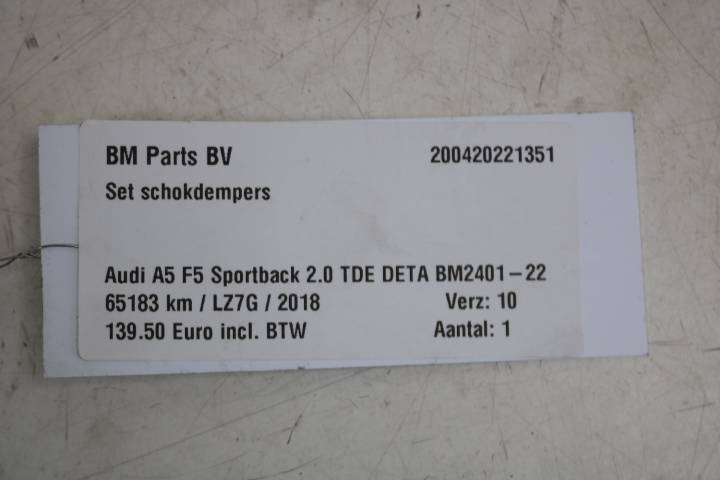 BM Parts BV 200420221351
Set schokdempers
Audi A5 F5 Sportback 2.0 TDE DETA BM2401-22
65183 km / LZ7G / 2018 Verz: 10
139.50 Euro incl. BTW Aantal: 1